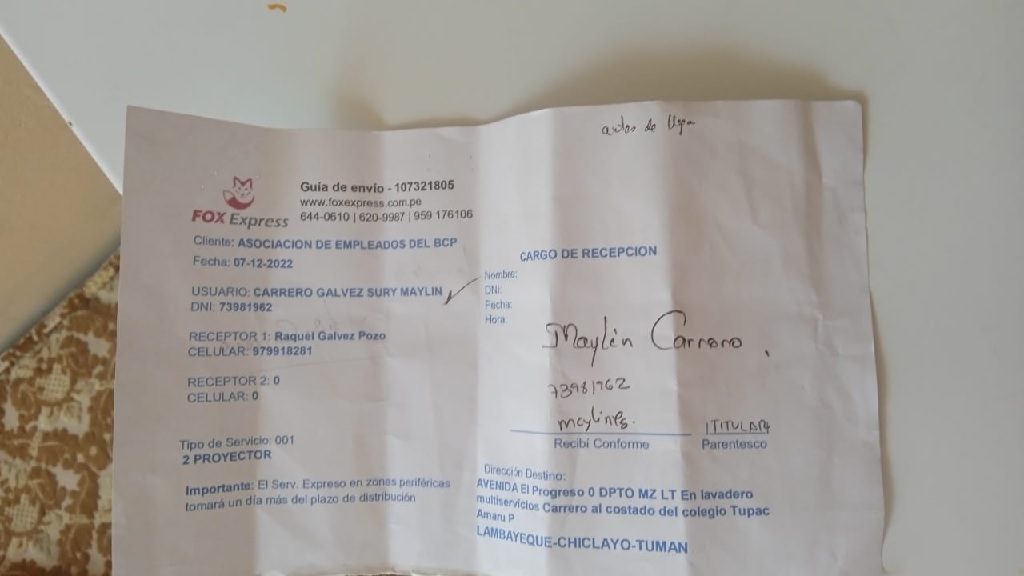 Guia de envío - 107321805
www.foxexpress.com.pe
FOX Express 644-0610 | 620-9987 | 959 176106
Cliente: ASOCIACION DE EMPLEADOS DEL BCP
Fecha: 07-12-2022
USUARIO: CARRERO GALVEZ SURY MAYLIN
DNI: 73981962
RECEPTOR 1: Raquel Galvez Pozo
CELULAR: 979918281
RECEPTOR 2: 0
CELULAR: 0
Tipo de Servicio: 001
2 PROYECTOR
Importante: El Serv. Expreso en zonas periféricas
tomará un día más del plazo de distribución
CARGO DE RECEPCION
Nombre:
DNI:
Fecha:
Hora:
Maylin Carrero.
73981962
Recibí Conforme
Parentesco
Dirección Destino:
AVENIDA El Progreso 0 DPTO MZ LT En lavadero
multiservicios Carrero al costado del colegio Tupac
Amaru P
LAMBAYEQUE-CHICLAYO-TUMAN